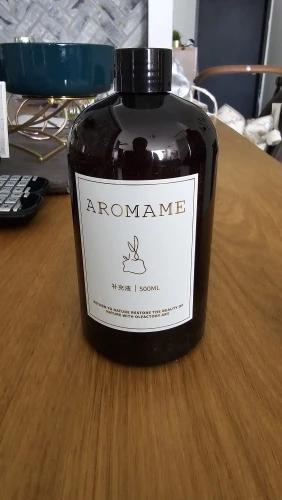 AROMAME
补充液 | 500ML
RETURN TO NATURE RESTORE THE BEAUTY OF
NATURE WITH OLFACTORY ART